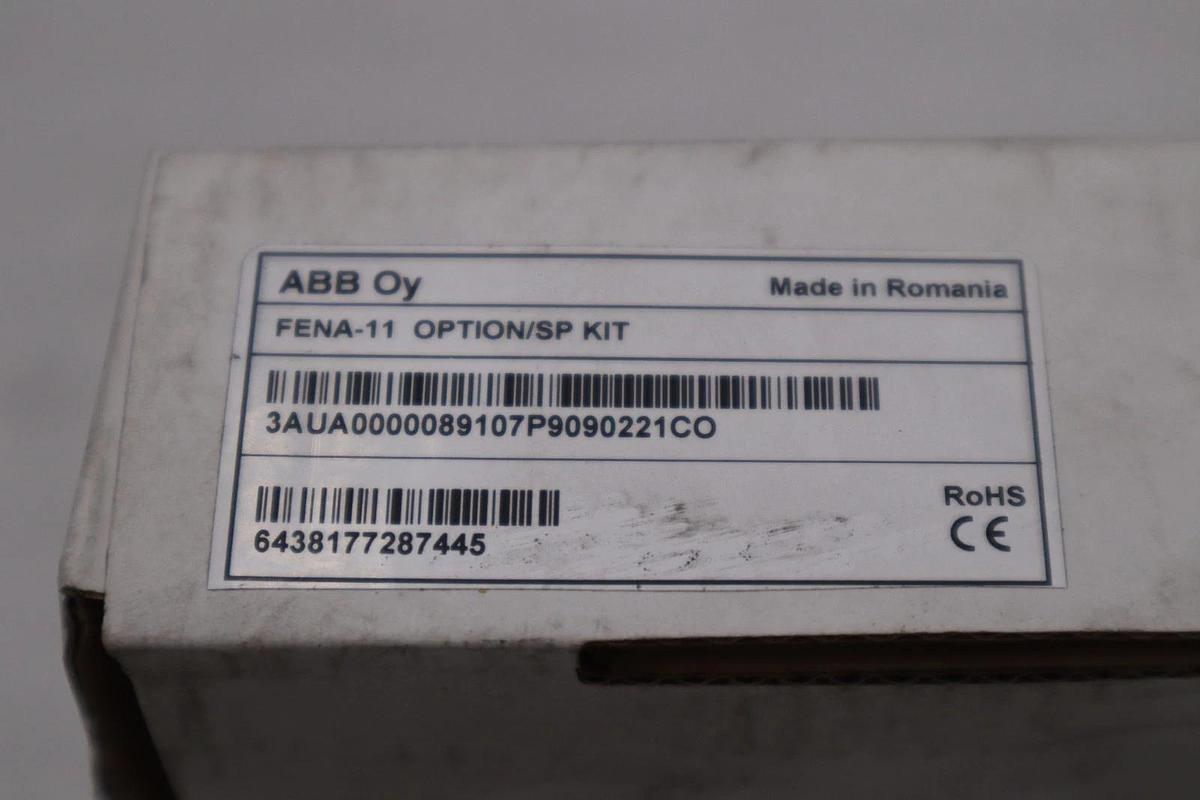 ABB Oy Made in Romania
FENA-11 OPTION/SP KIT
3AUA0000089107P9090221CO
6438177287445
RoHS
CE